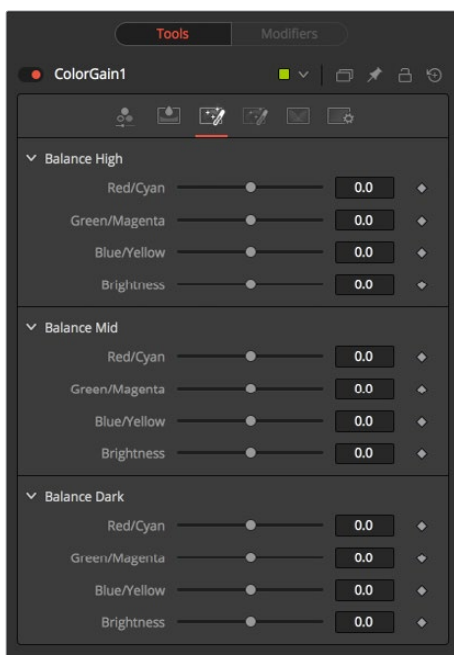 Tools Modifiers
ColorGain1
Balance High
Red/Cyan 0.0
Green/Magenta 0.0
Blue/Yellow 0.0
Brightness 0.0
Balance Mid
Red/Cyan 0.0
Green/Magenta 0.0
Blue/Yellow 0.0
Brightness 0.0
Balance Dark
Red/Cyan 0.0
Green/Magenta 0.0
Blue/Yellow 0.0
Brightness 0.0